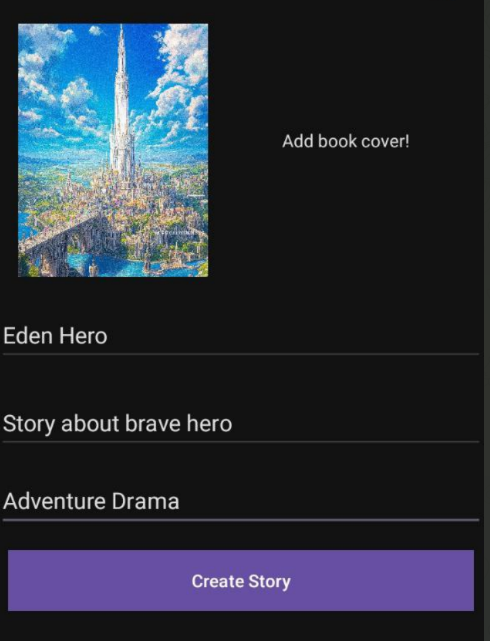 Add book cover!
Eden Hero
Story about brave hero
Adventure Drama
Create Story